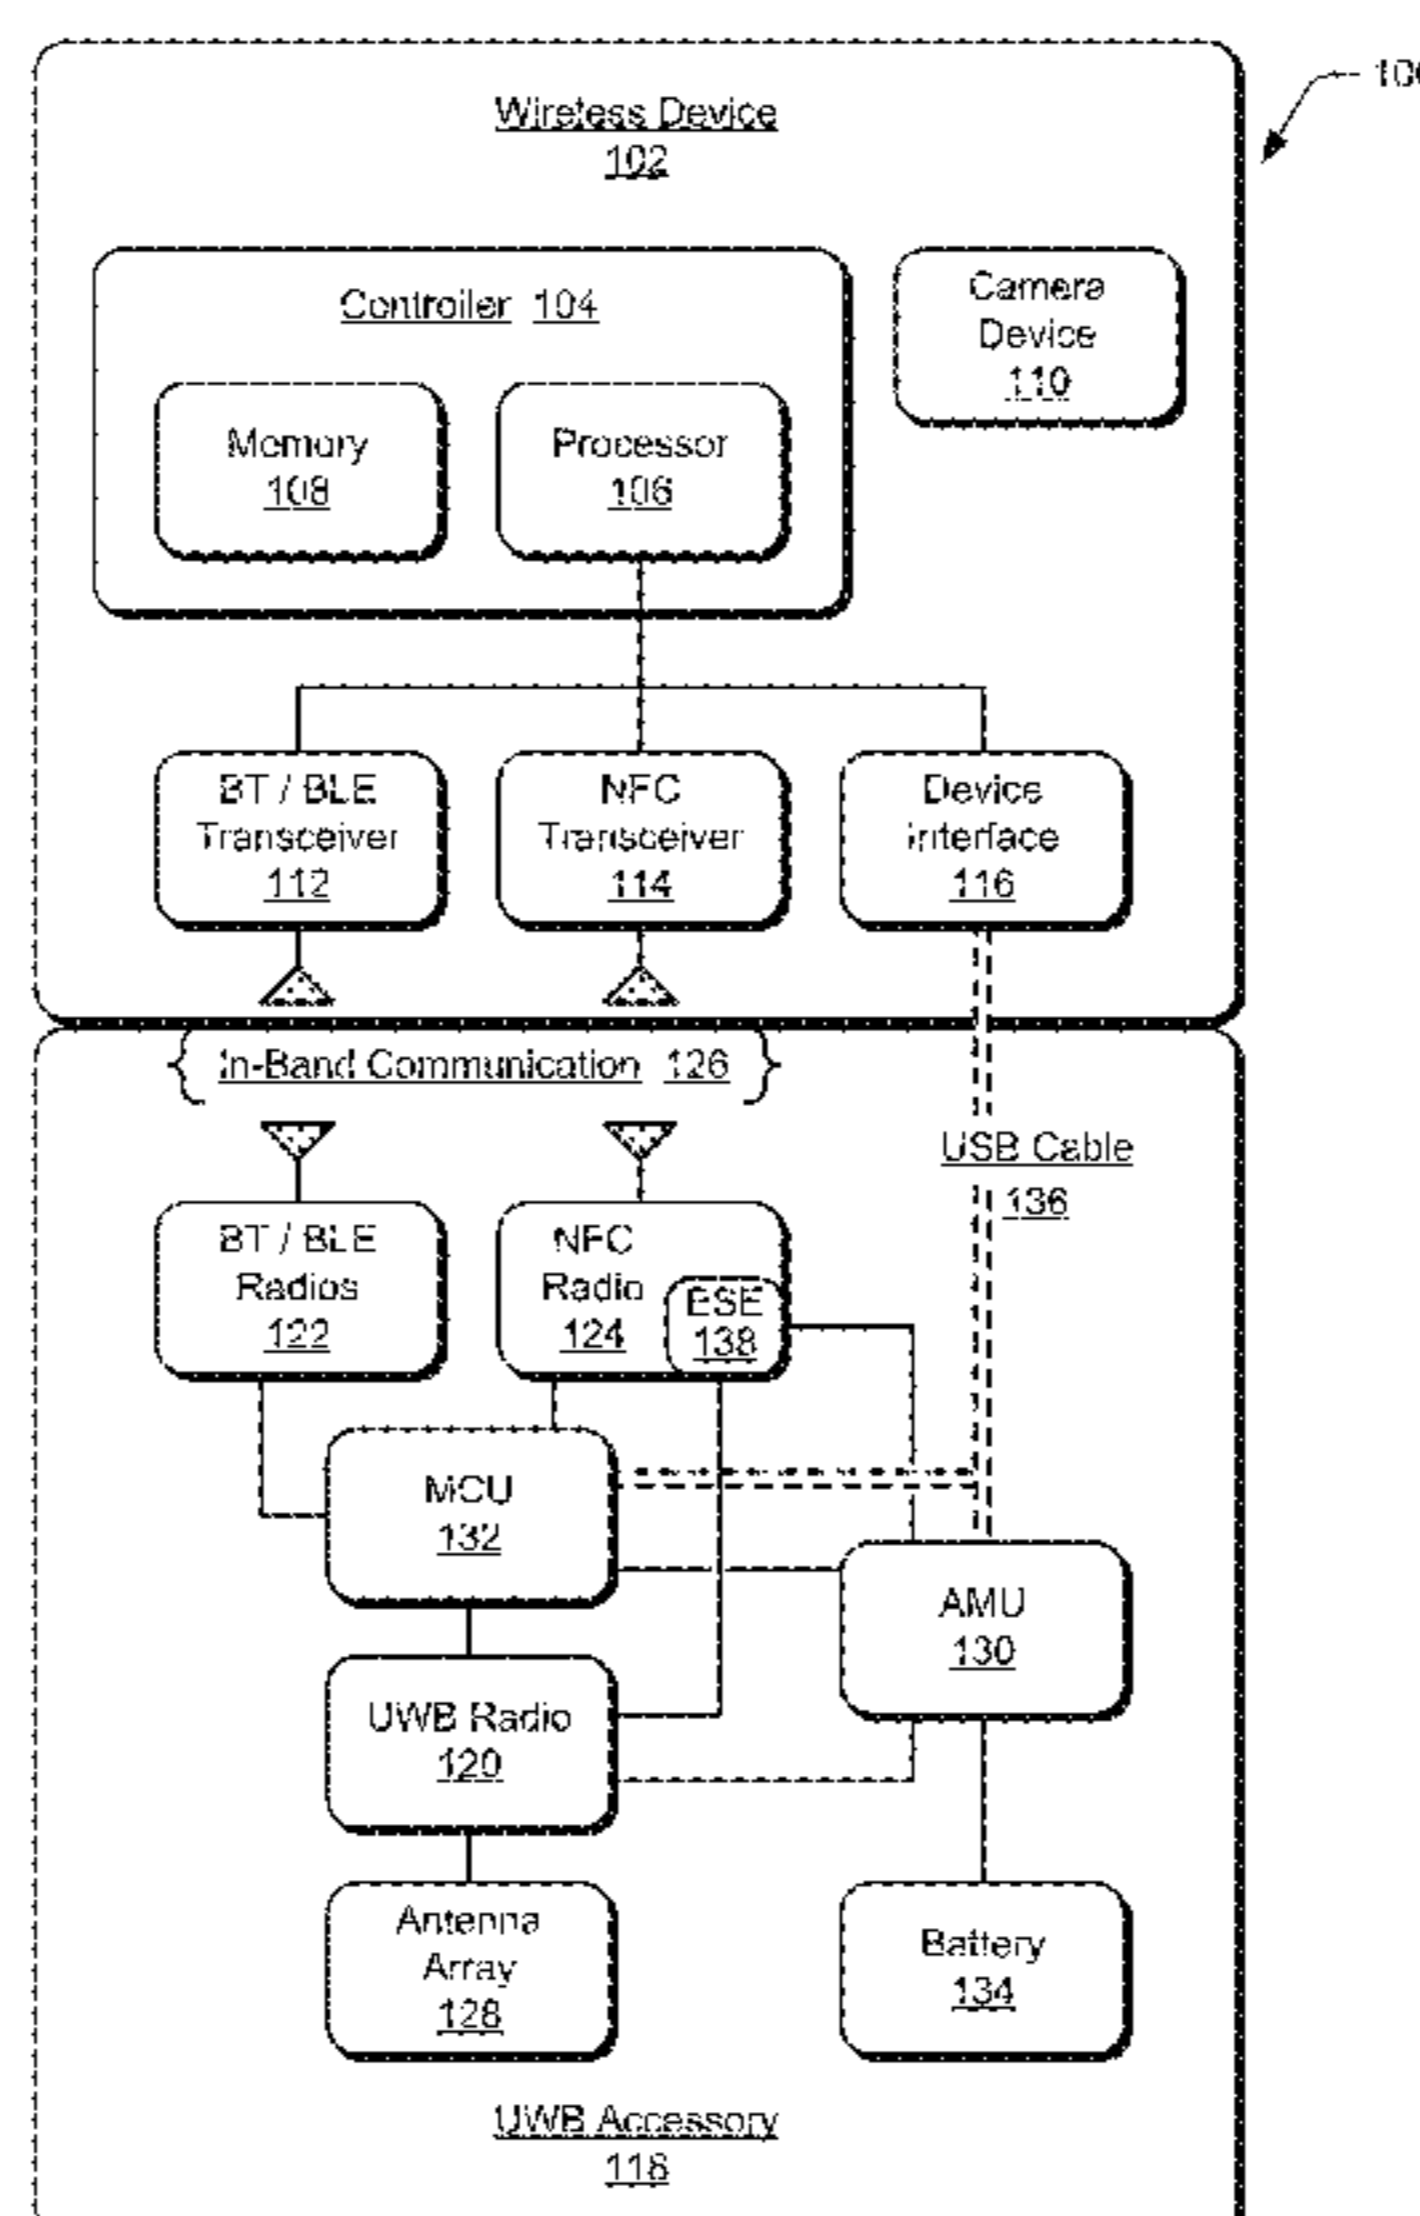 Wireless Device
102
Controller 104
Memory
108
Processor
106
Camera
Device
110
BT / BLE
Transceiver
112
NFC
Transceiver
114
Device
Interface
116
In-Band Communication 126
USB Cable
136
BT / BLE
Radios
122
NFC
Radio
124
ESE
138
MCU
132
AMU
130
UWB Radio
120
Antenna
Array
128
Battery
134
UWB Accessory
118